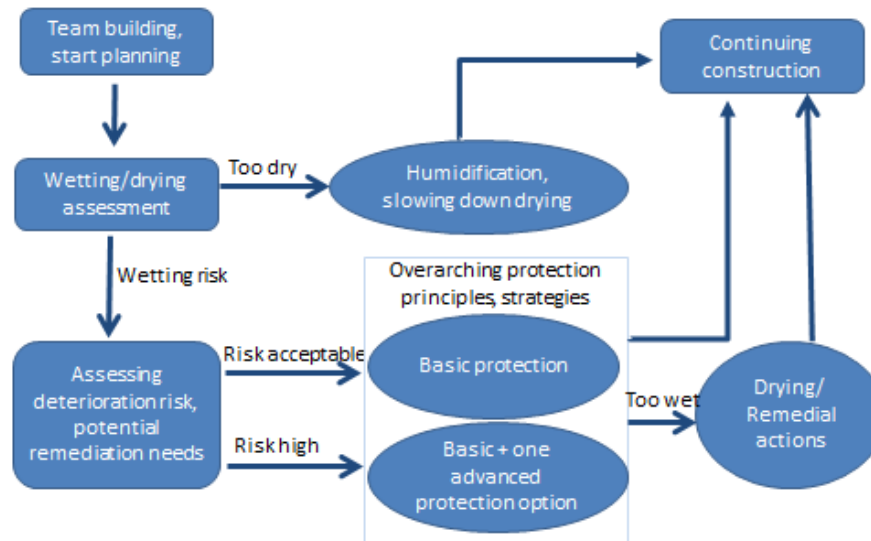 Team building,
start planning
Continuing
construction
Too dry
Wetting/drying
assessment
Humidification,
slowing down drying
Wetting risk
Overarching protection
principles, strategies
Risk acceptable
Assessing
deterioration risk,
potential
remediation needs
Basic protection
Too wet
Drying/
Remedial
actions
Risk high
Basic + one
advanced
protection option